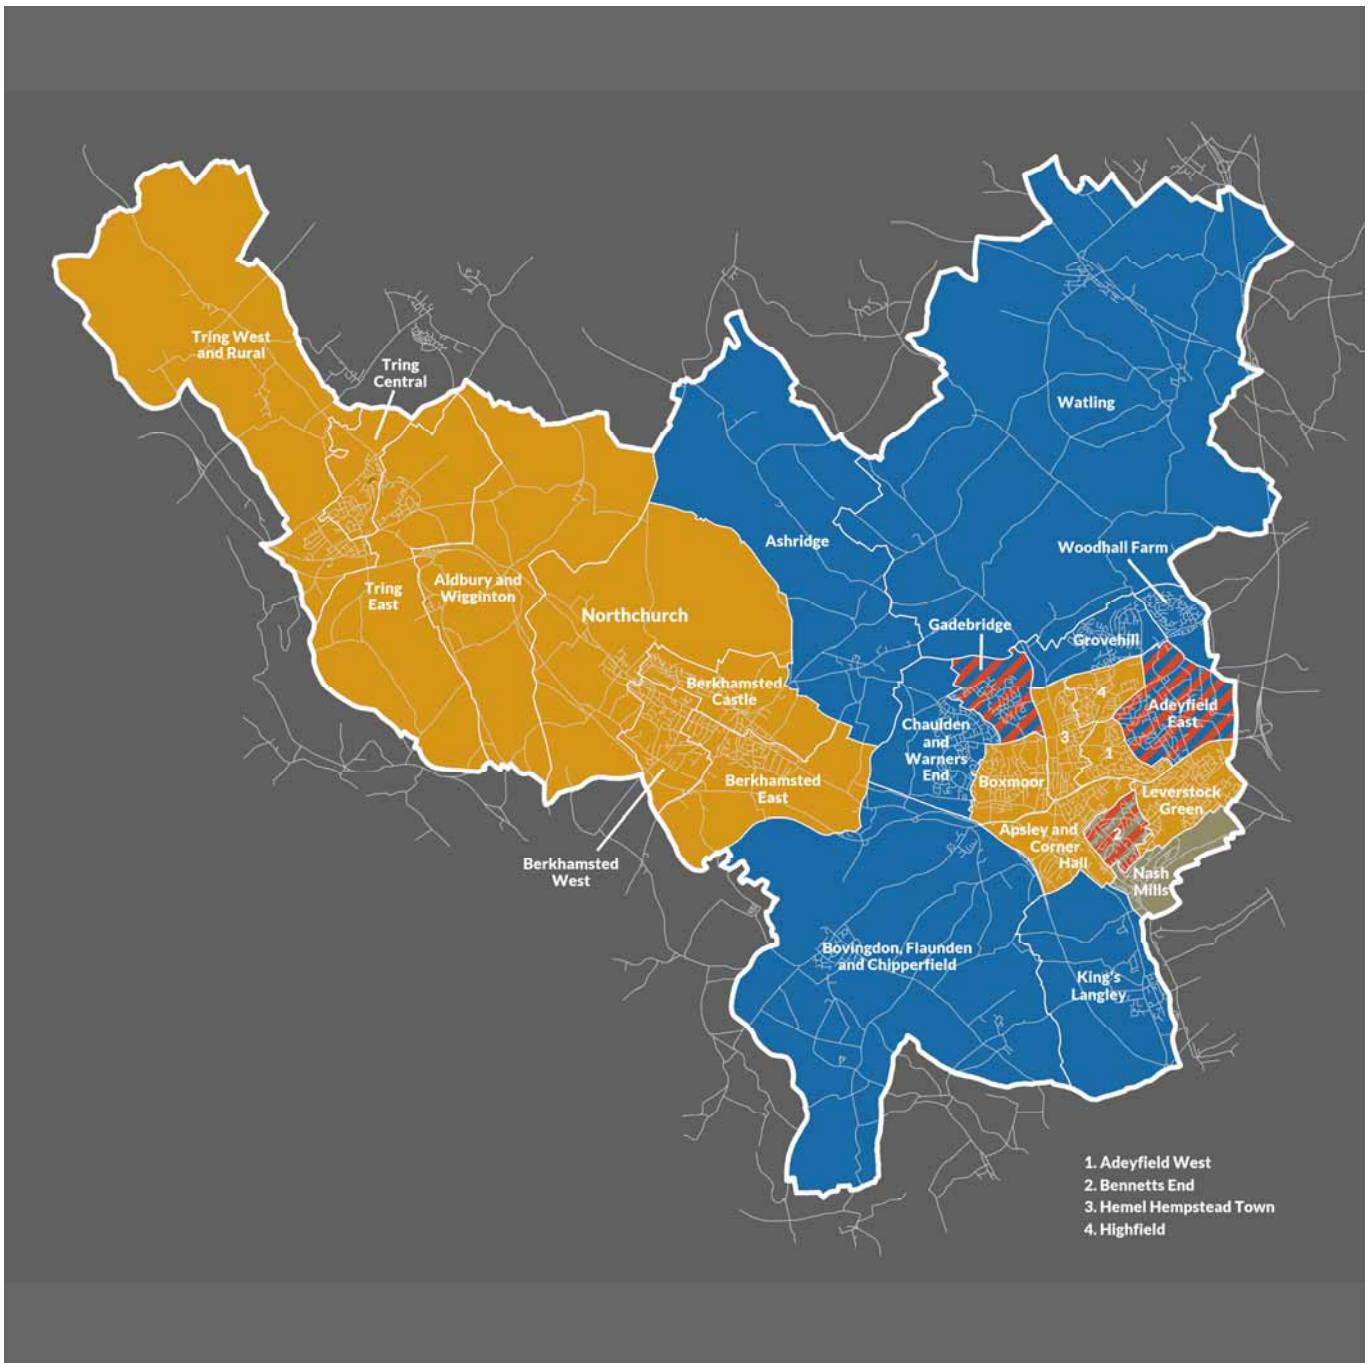 Tring West
and Rural
Tring
Central
Watling
Ashridge
Woodhall Farm
Tring
East
Aldbury and
Wigginton
Northchurch
Gadebridge
Grovehill
Berkhamsted
Castle
4
Adeyfield
East
Chaulden
and
Warners
End
3
1
Berkhamsted
East
Boxmoor
Leverstock
Green
Apsley and
Corner
Hall
2
Berkhamsted
West
Nash
Mills
Bovingdon, Flaunden
and Chipperfield
King's
Langley
1. Adeyfield West
2. Bennetts End
3. Hemel Hempstead Town
4. Highfield